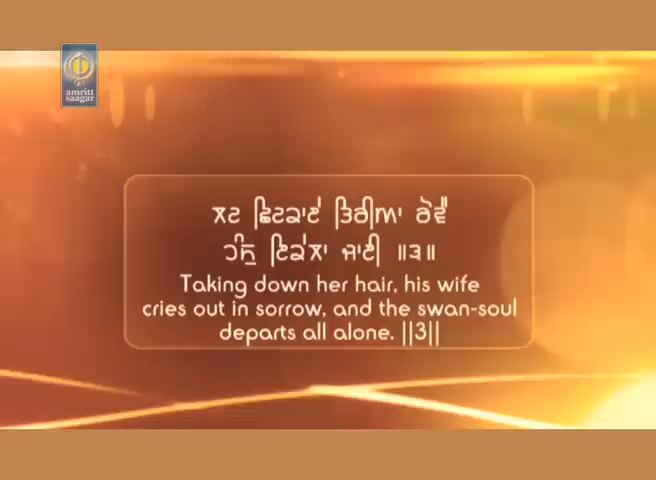 amritt
saagar
ਲਟ ਛਿਟਕਾਏ ਤਿਰੀਆ ਰੋਵੈ
ਹੰਸੁ ਇਕੇਲਾ ਜਾਈ ॥੩॥
Taking down her hair, his wife
cries out in sorrow, and the swan-soul
departs all alone. ||3||